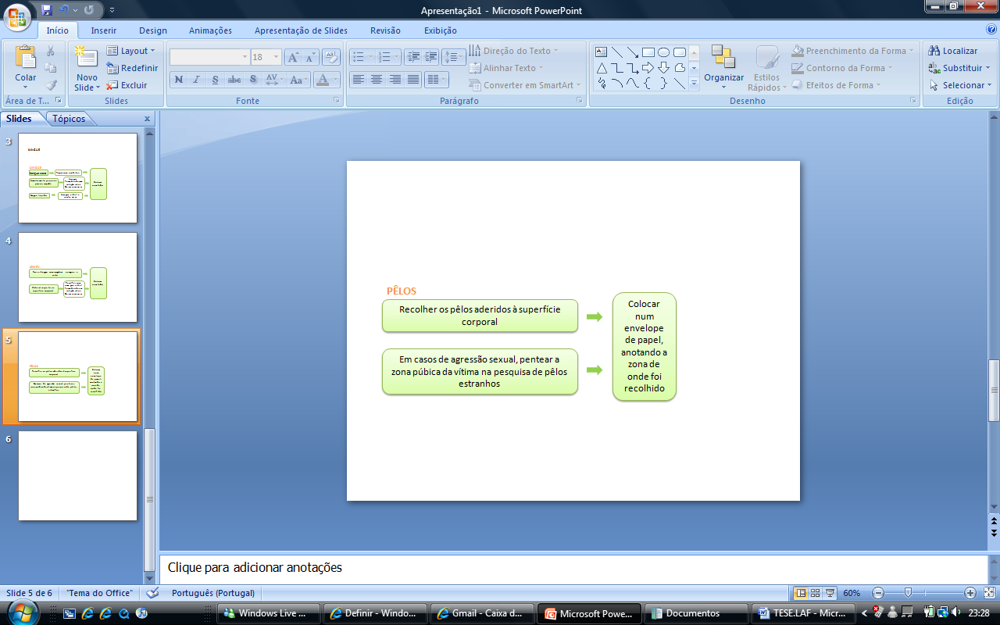 Apresentação1 - Microsoft PowerPoint
Início Inserir Design Animações Apresentação de Slides Revisão Exibição
Colar
Área de T...
Novo
Slide
Layout
Redefinir
Excluir
Slides
18
N I S abc S AV Aa A
Fonte
Direção do Texto
Alinhar Texto
Converter em SmartArt
Parágrafo
Organizar
Estilos
Rápidos
Preenchimento da Forma
Contorno da Forma
Efeitos de Forma
Desenho
Localizar
Substituir
Selecionar
Edição
Slides Tópicos x
3
4
5
6
PÊLOS
Recolher os pêlos aderidos à superfície
corporal
Em casos de agressão sexual, pentear a
zona púbica da vítima na pesquisa de pêlos
estranhos
Colocar
num
envelope
de papel,
anotando a
zona de
onde foi
recolhido
Clique para adicionar anotações
Slide 5 de 6 "Tema do Office" Português (Portugal) 60%
Windows Live ... Definir - Windo... Gmail - Caixa d... Microsoft Powe... Documentos TESE.LAF - Micr... 23:28